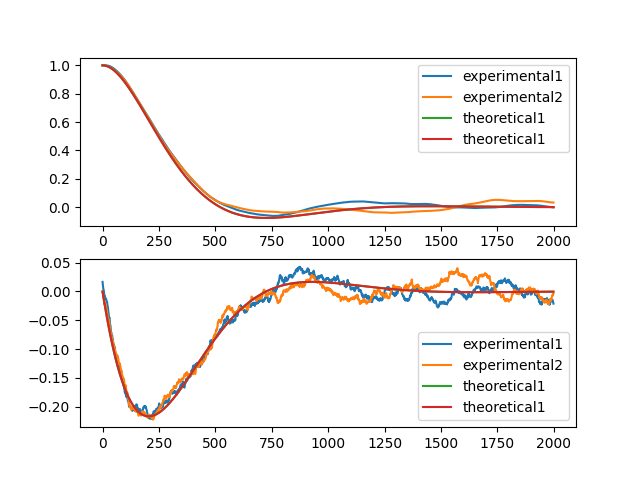 1.0
0.8
0.6
0.4
0.2
0.0
experimental1
experimental2
theoretical1
theoretical1
0 250 500 750 1000 1250 1500 1750 2000
0.05
0.00
−0.05
−0.10
−0.15
−0.20
experimental1
experimental2
theoretical1
theoretical1
0 250 500 750 1000 1250 1500 1750 2000